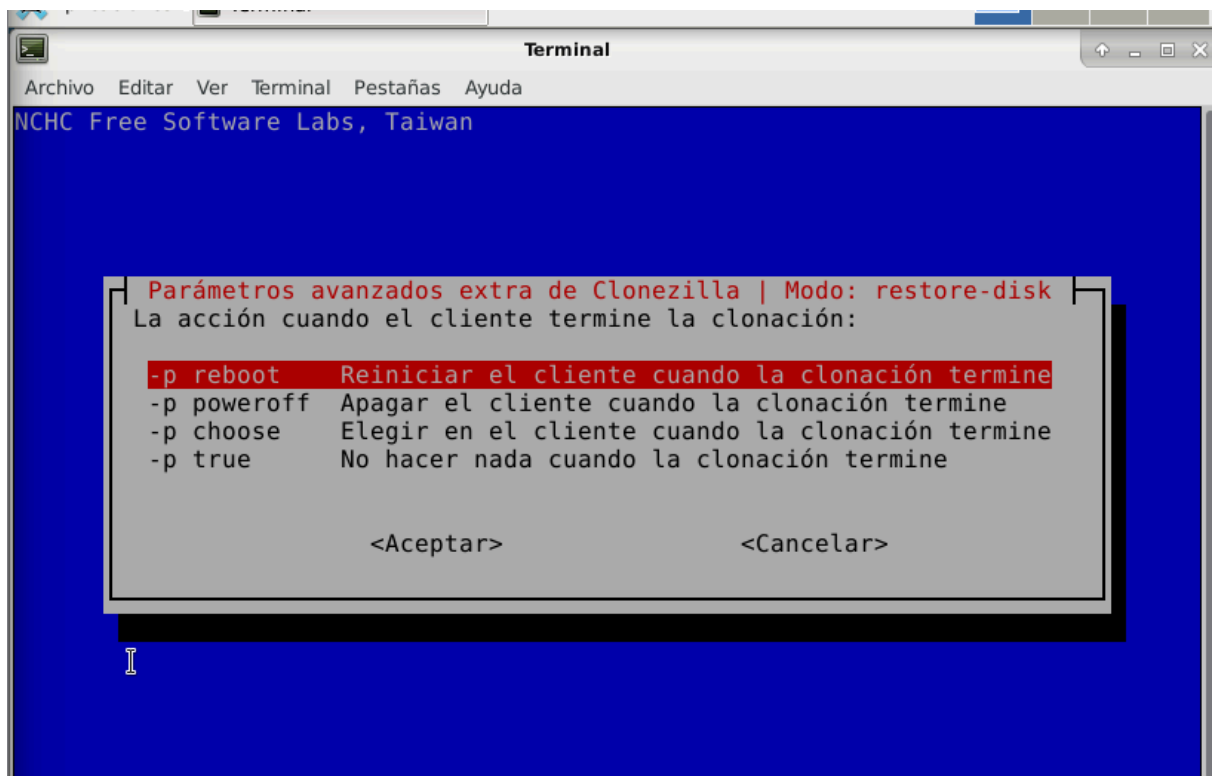 Terminal
Archivo Editar Ver Terminal Pestañas Ayuda
NCHC Free Software Labs, Taiwan
Parámetros avanzados extra de Clonezilla | Modo: restore-disk
La acción cuando el cliente termine la clonación:
-p reboot Reiniciar el cliente cuando la clonación termine
-p poweroff Apagar el cliente cuando la clonación termine
-p choose Elegir en el cliente cuando la clonación termine
-p true No hacer nada cuando la clonación termine
<Aceptar> <Cancelar>